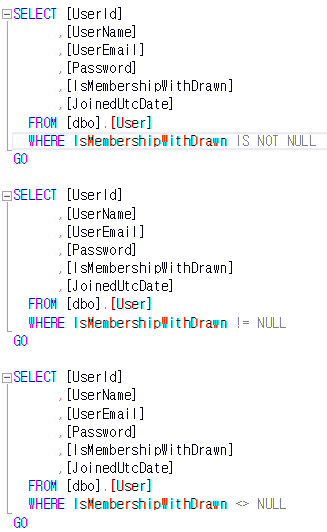 SELECT [UserId]
,[UserName]
,[UserEmail]
,[Password]
,[IsMembershipWithDrawn]
,[JoinedUtcDate]
FROM [dbo].[User]
WHERE IsMembershipWithDrawn IS NOT NULL
GO
SELECT [UserId]
,[UserName]
,[UserEmail]
,[Password]
,[IsMembershipWithDrawn]
,[JoinedUtcDate]
FROM [dbo].[User]
WHERE IsMembershipWithDrawn != NULL
GO
SELECT [UserId]
,[UserName]
,[UserEmail]
,[Password]
,[IsMembershipWithDrawn]
,[JoinedUtcDate]
FROM [dbo].[User]
WHERE IsMembershipWithDrawn <> NULL
GO